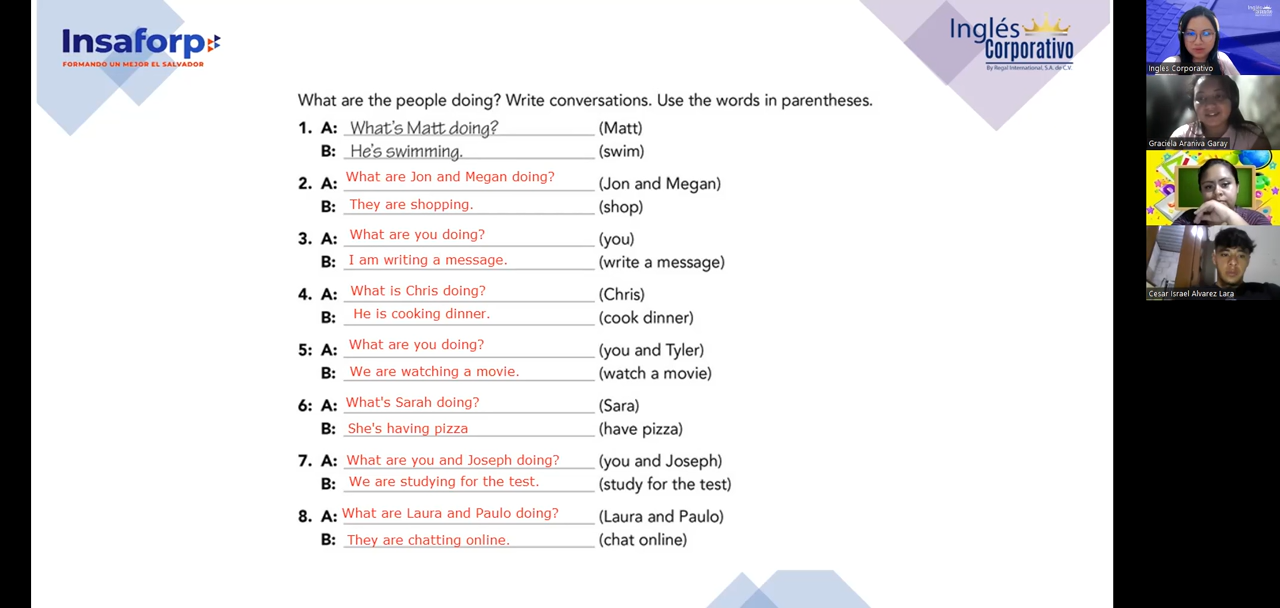 Insaforp
FORMANDO UN MEJOR EL SALVADOR
Inglés
Corporativo
By Regal International, S.A. de C.V.
What are the people doing? Write conversations. Use the words in parentheses.
1. A: What's Matt doing? (Matt)
B: He's swimming. (swim)
2. A: What are Jon and Megan doing? (Jon and Megan)
B: They are shopping. (shop)
3. A: What are you doing? (you)
B: I am writing a message. (write a message)
4. A: What is Chris doing? (Chris)
B: He is cooking dinner. (cook dinner)
5: A: What are you doing? (you and Tyler)
B: We are watching a movie. (watch a movie)
6: A: What's Sarah doing? (Sara)
B: She's having pizza (have pizza)
7. A: What are you and Joseph doing? (you and Joseph)
B: We are studying for the test. (study for the test)
8. A: What are Laura and Paulo doing? (Laura and Paulo)
B: They are chatting online. (chat online)
Inglés Corporativo
Graciela Araniva Garay
Cesar Israel Alvarez Lara